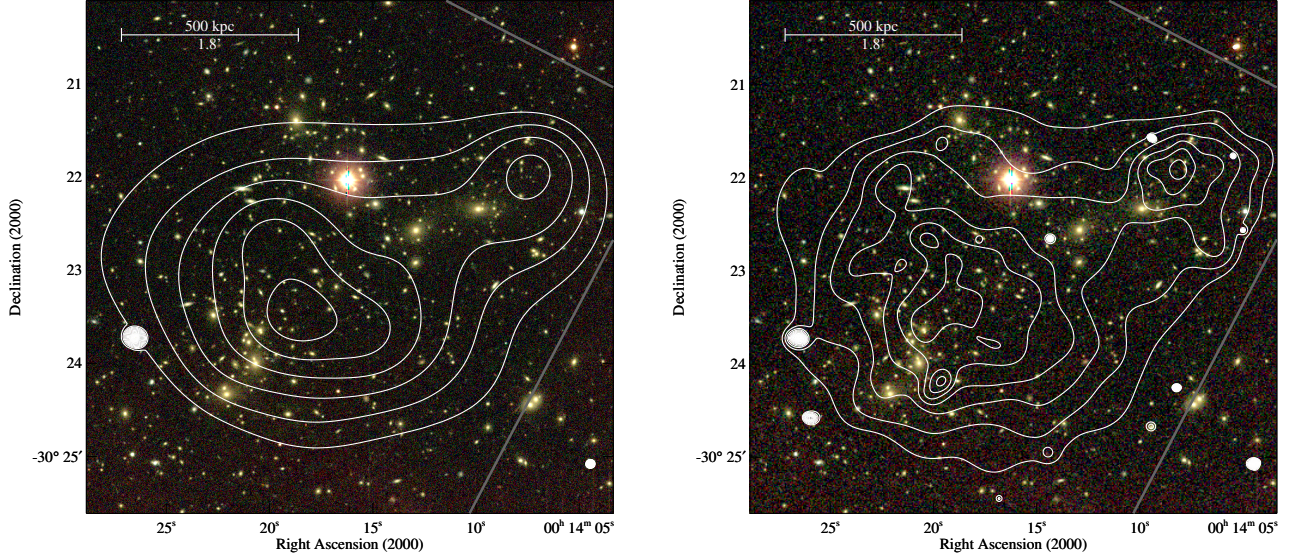 500 kpc
1.8'
21
22
23
24
-30° 25′
Declination (2000)
25ˢ
20ˢ
15ˢ
10ˢ
00ʰ 14ᵐ 05ˢ
Right Ascension (2000)
500 kpc
1.8'
21
22
23
24
-30° 25′
Declination (2000)
25ˢ
20ˢ
15ˢ
10ˢ
00ʰ 14ᵐ 05ˢ
Right Ascension (2000)